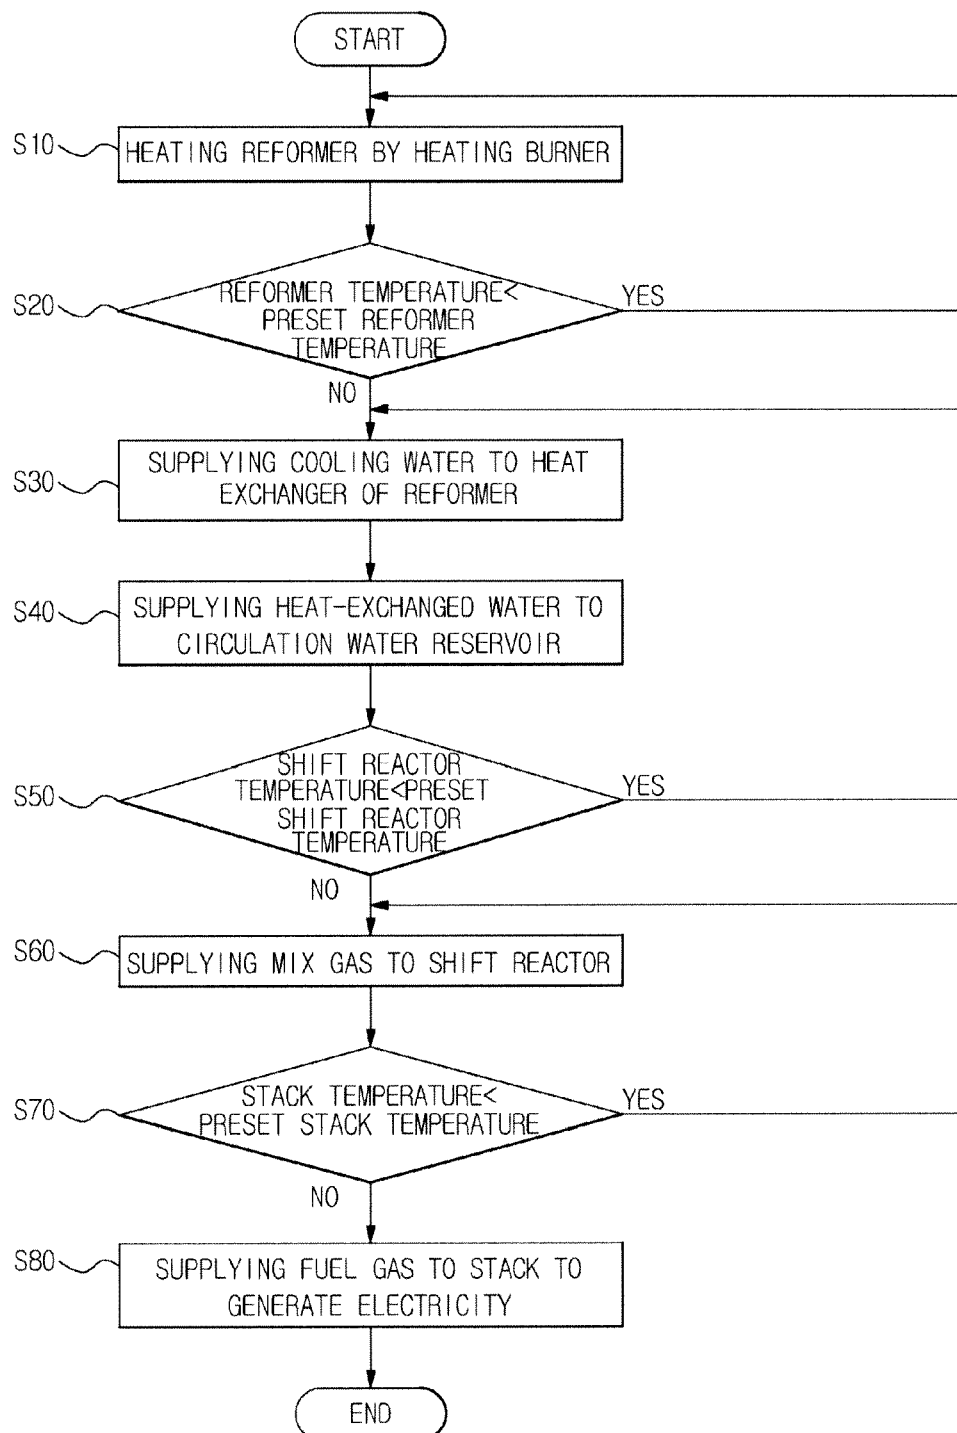 START
S10
HEATING REFORMER BY HEATING BURNER
S20
REFORMER TEMPERATURE<
PRESET REFORMER
TEMPERATURE
YES
NO
S30
SUPPLYING COOLING WATER TO HEAT
EXCHANGER OF REFORMER
S40
SUPPLYING HEAT-EXCHANGED WATER TO
CIRCULATION WATER RESERVOIR
S50
SHIFT REACTOR
TEMPERATURE<PRESET
SHIFT REACTOR
TEMPERATURE
YES
NO
S60
SUPPLYING MIX GAS TO SHIFT REACTOR
S70
STACK TEMPERATURE<
PRESET STACK TEMPERATURE
YES
NO
S80
SUPPLYING FUEL GAS TO STACK TO
GENERATE ELECTRICITY
END